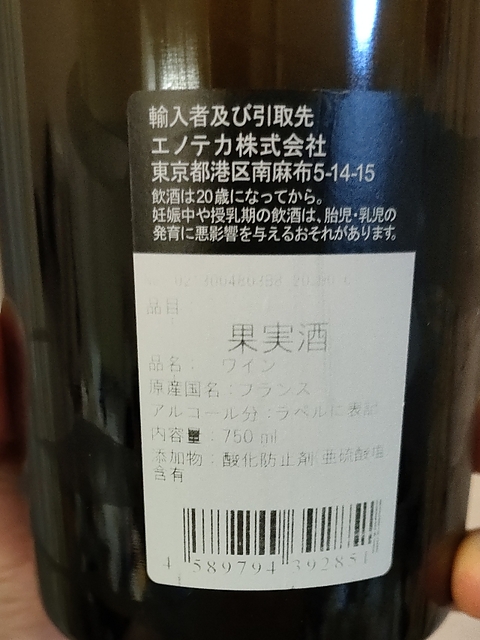 輸入者及び引取先
エノテカ株式会社
東京都港区南麻布5-14-15
飲酒は20歳になってから。
妊娠中や授乳期の飲酒は、胎児・乳児の
発育に悪影響を与えるおそれがあります。
品目
果実酒
品名： ワイン
原産国名：フランス
アルコール分：ラベルに表記
内容量：750 ml
添加物：酸化防止剤 亜硫酸塩
含有
4 589794 392851